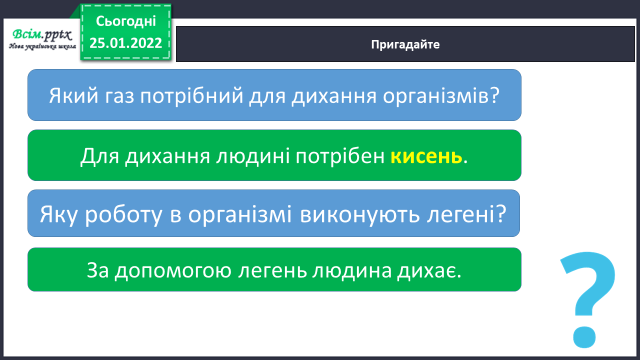 Всім.pptx
Нова українська школа
Сьогодні
25.01.2022
Пригадайте
Який газ потрібний для дихання організмів?
Для дихання людині потрібен кисень.
Яку роботу в організмі виконують легені?
За допомогою легень людина дихає.
?